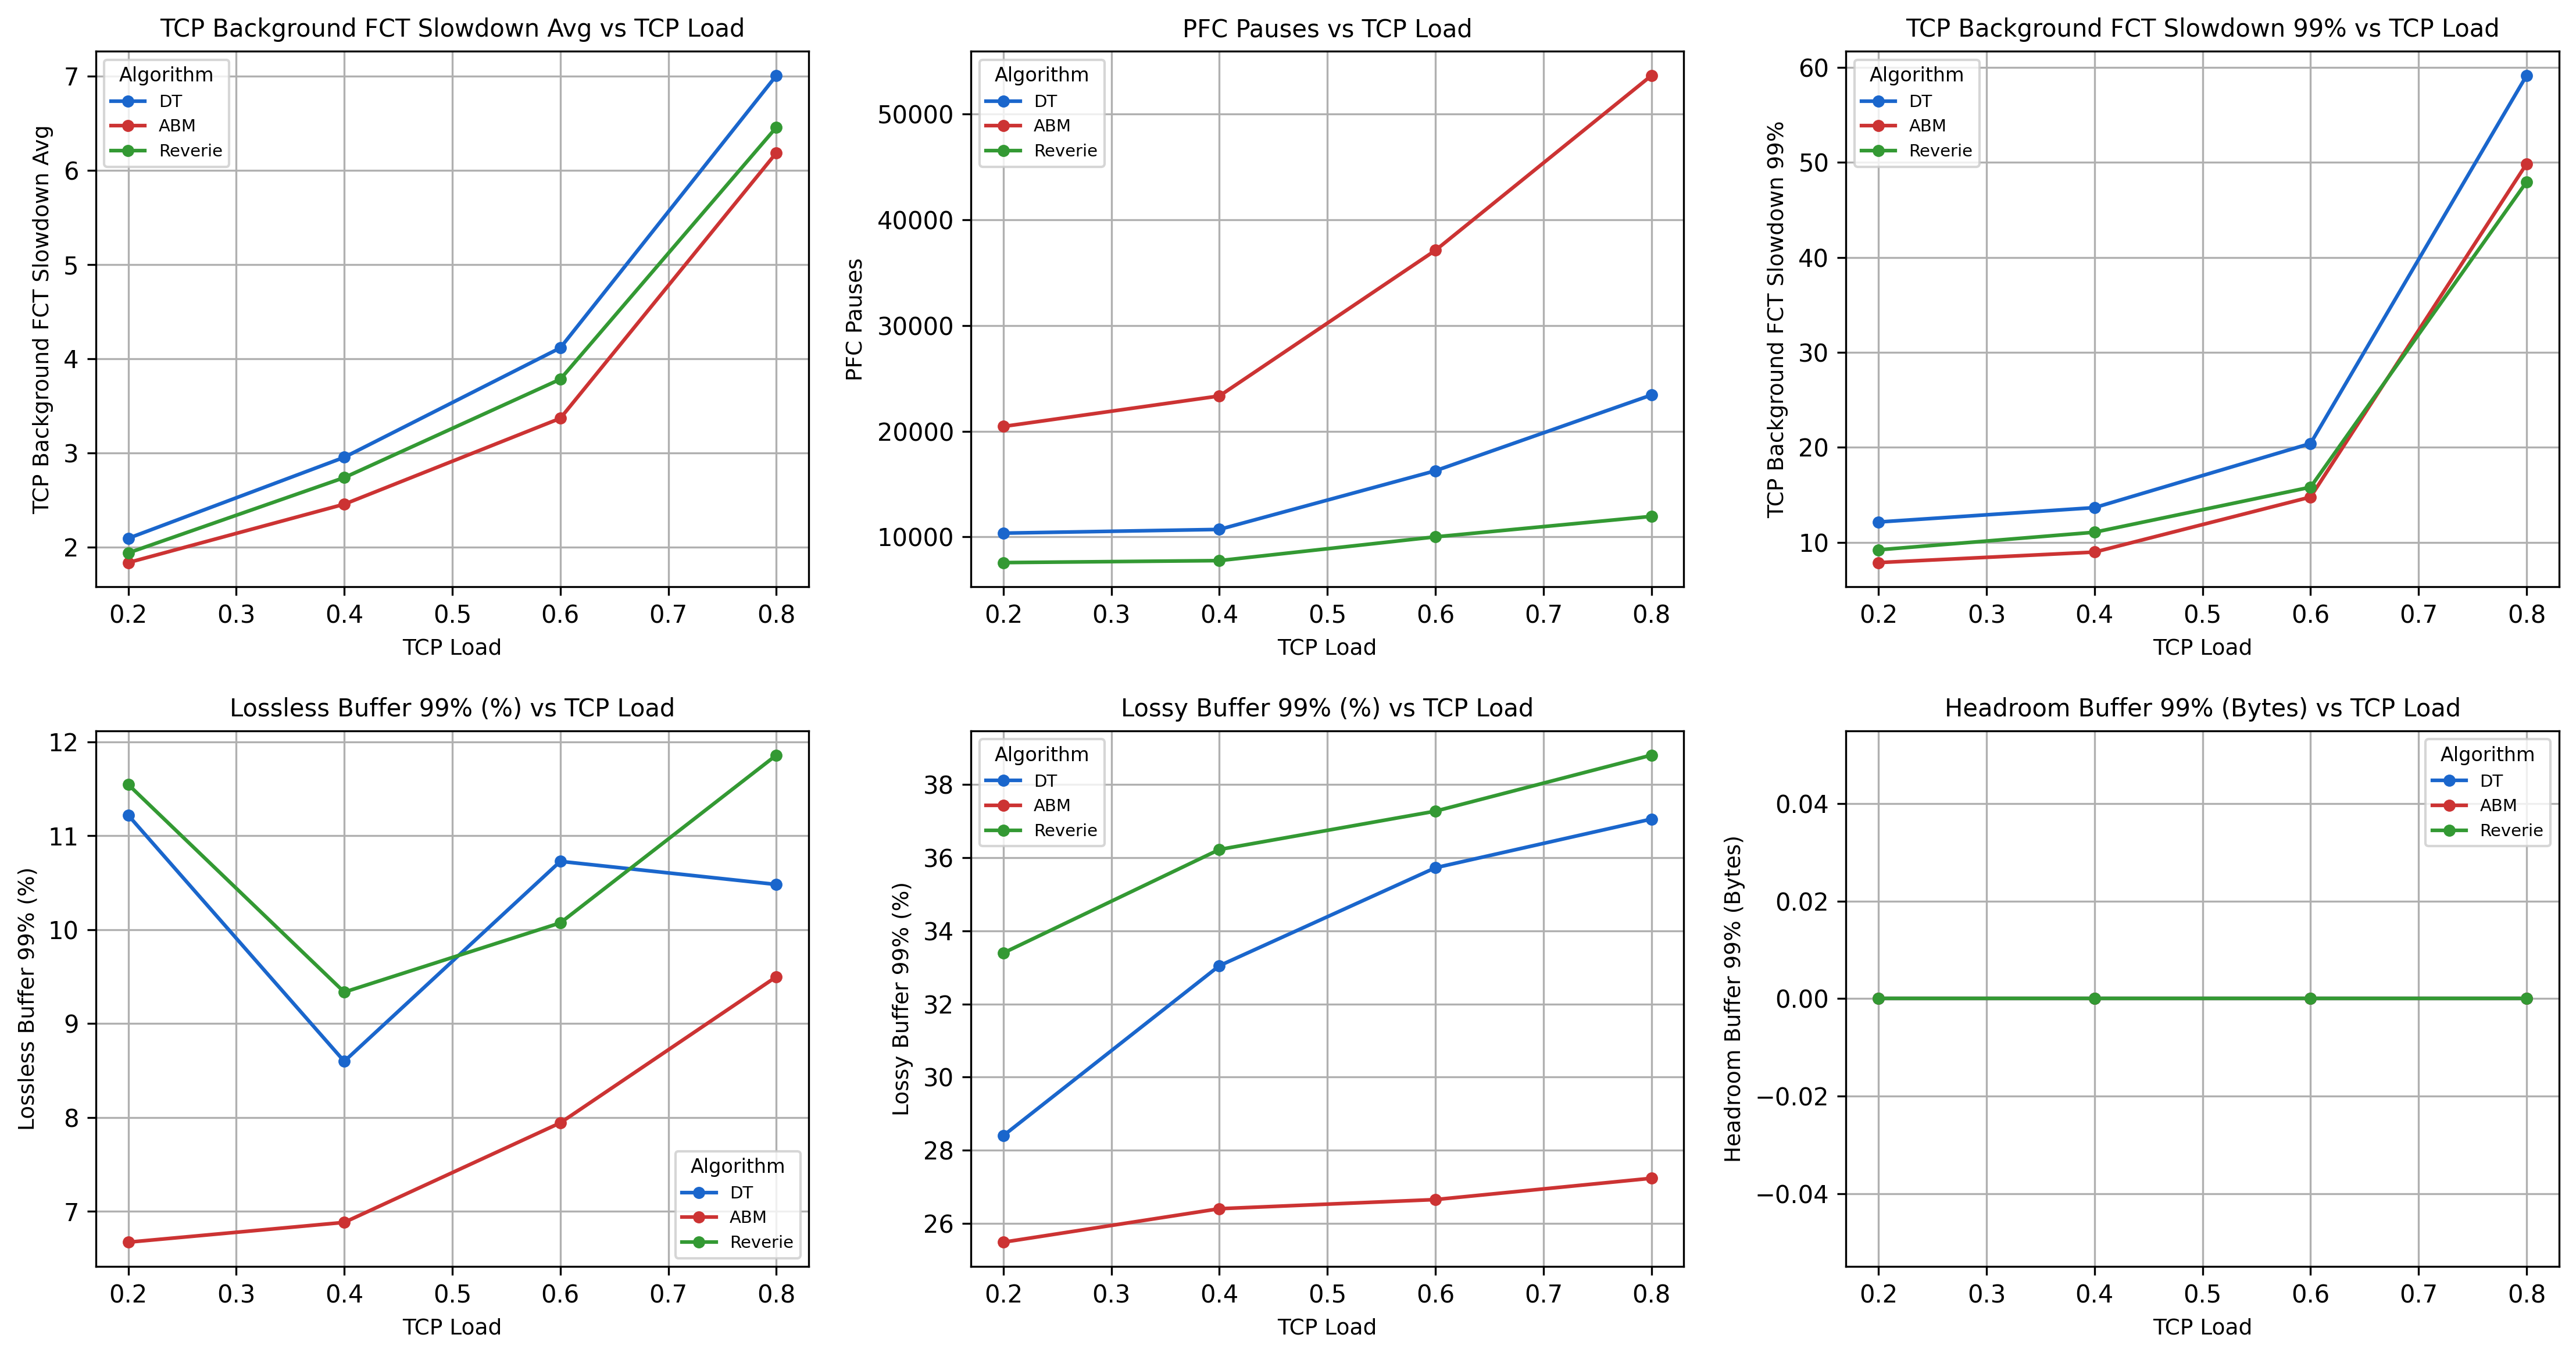 TCP Background FCT Slowdown Avg vs TCP Load
TCP Background FCT Slowdown Avg
7
6
5
4
3
2
Algorithm
DT
ABM
Reverie
0.2 0.3 0.4 0.5 0.6 0.7 0.8
TCP Load
PFC Pauses vs TCP Load
PFC Pauses
50000
40000
30000
20000
10000
Algorithm
DT
ABM
Reverie
0.2 0.3 0.4 0.5 0.6 0.7 0.8
TCP Load
TCP Background FCT Slowdown 99% vs TCP Load
TCP Background FCT Slowdown 99%
60
50
40
30
20
10
Algorithm
DT
ABM
Reverie
0.2 0.3 0.4 0.5 0.6 0.7 0.8
TCP Load
Lossless Buffer 99% (%) vs TCP Load
Lossless Buffer 99% (%)
12
11
10
9
8
7
Algorithm
DT
ABM
Reverie
0.2 0.3 0.4 0.5 0.6 0.7 0.8
TCP Load
Lossy Buffer 99% (%) vs TCP Load
Lossy Buffer 99% (%)
38
36
34
32
30
28
26
Algorithm
DT
ABM
Reverie
0.2 0.3 0.4 0.5 0.6 0.7 0.8
TCP Load
Headroom Buffer 99% (Bytes) vs TCP Load
Headroom Buffer 99% (Bytes)
0.04
0.02
0.00
−0.02
−0.04
Algorithm
DT
ABM
Reverie
0.2 0.3 0.4 0.5 0.6 0.7 0.8
TCP Load